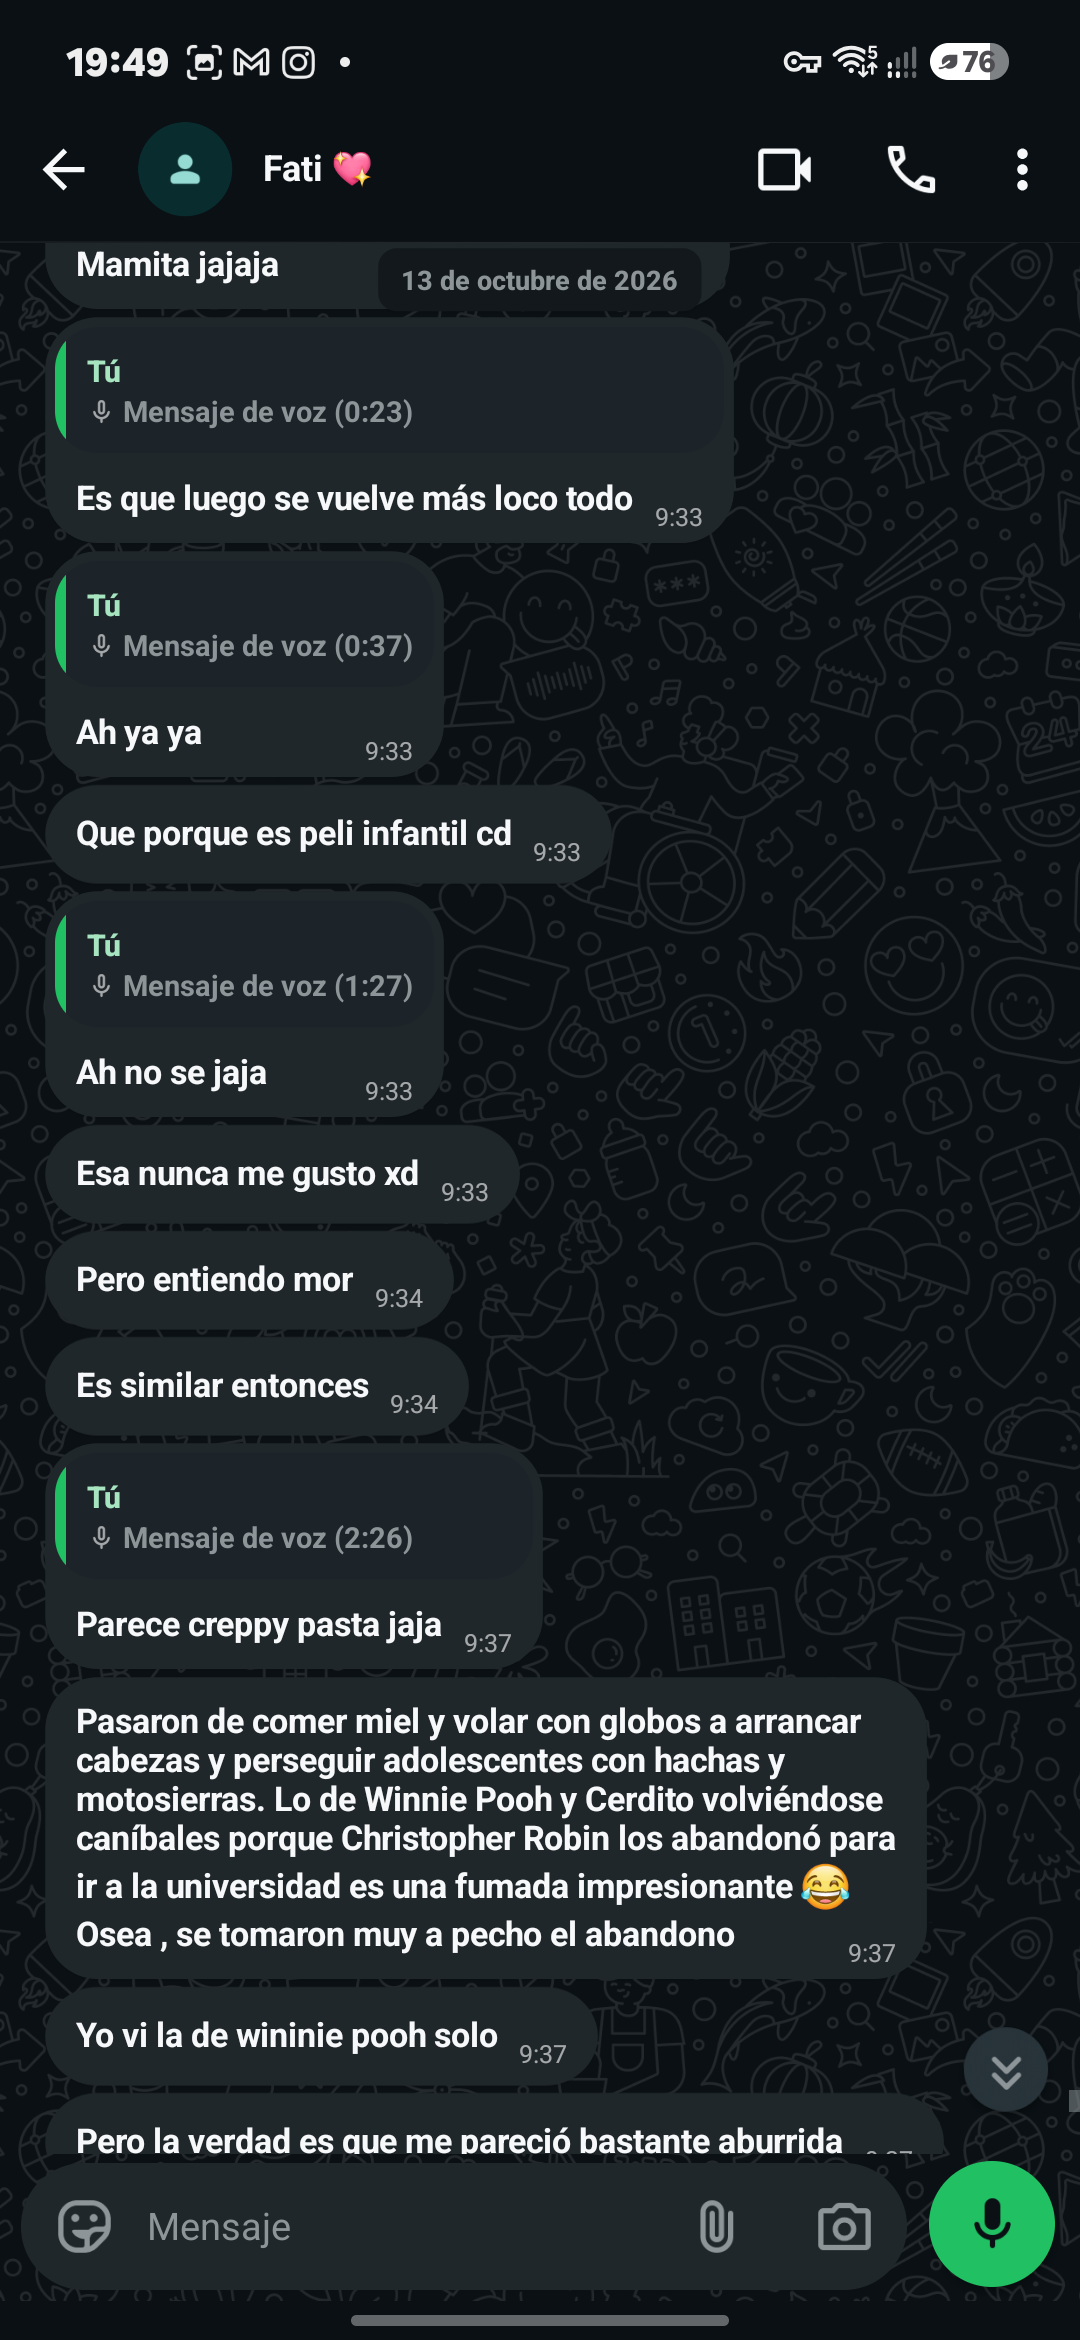 19:49
5
76
Fati 💖
Mamita jajaja
13 de octubre de 2026
Tú
Mensaje de voz (0:23)
Es que luego se vuelve más loco todo 9:33
Tú
Mensaje de voz (0:37)
Ah ya ya 9:33
Que porque es peli infantil cd 9:33
Tú
Mensaje de voz (1:27)
Ah no se jaja 9:33
Esa nunca me gusto xd 9:33
Pero entiendo mor 9:34
Es similar entonces 9:34
Tú
Mensaje de voz (2:26)
Parece creppy pasta jaja 9:37
Pasaron de comer miel y volar con globos a arrancar
cabezas y perseguir adolescentes con hachas y
motosierras. Lo de Winnie Pooh y Cerdito volviéndose
caníbales porque Christopher Robin los abandonó para
ir a la universidad es una fumada impresionante 😂
Osea , se tomaron muy a pecho el abandono 9:37
Yo vi la de wininie pooh solo 9:37
Pero la verdad es que me pareció bastante aburrida
Mensaje